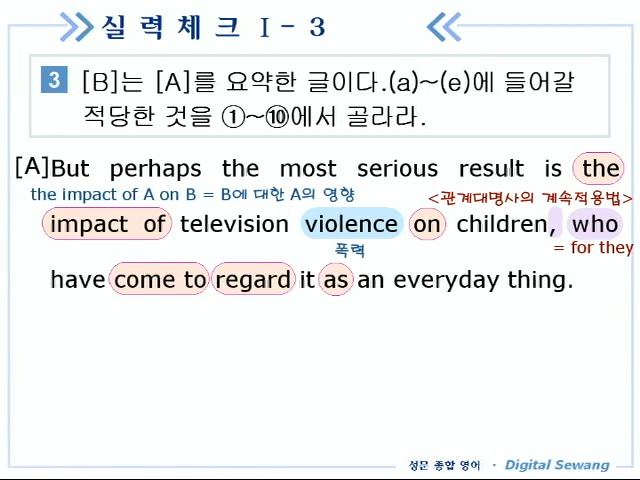 실 력 체 크 Ⅰ - 3
3 [B]는 [A]를 요약한 글이다.(a)~(e)에 들어갈
적당한 것을 ①~⑩에서 골라라.
[A]But perhaps the most serious result is the
the impact of A on B = B에 대한 A의 영향 <관계대명사의 계속적용법>
impact of television violence on children, who
폭력 = for they
have come to regard it as an everyday thing.
성문 종합 영어 · Digital Sewang